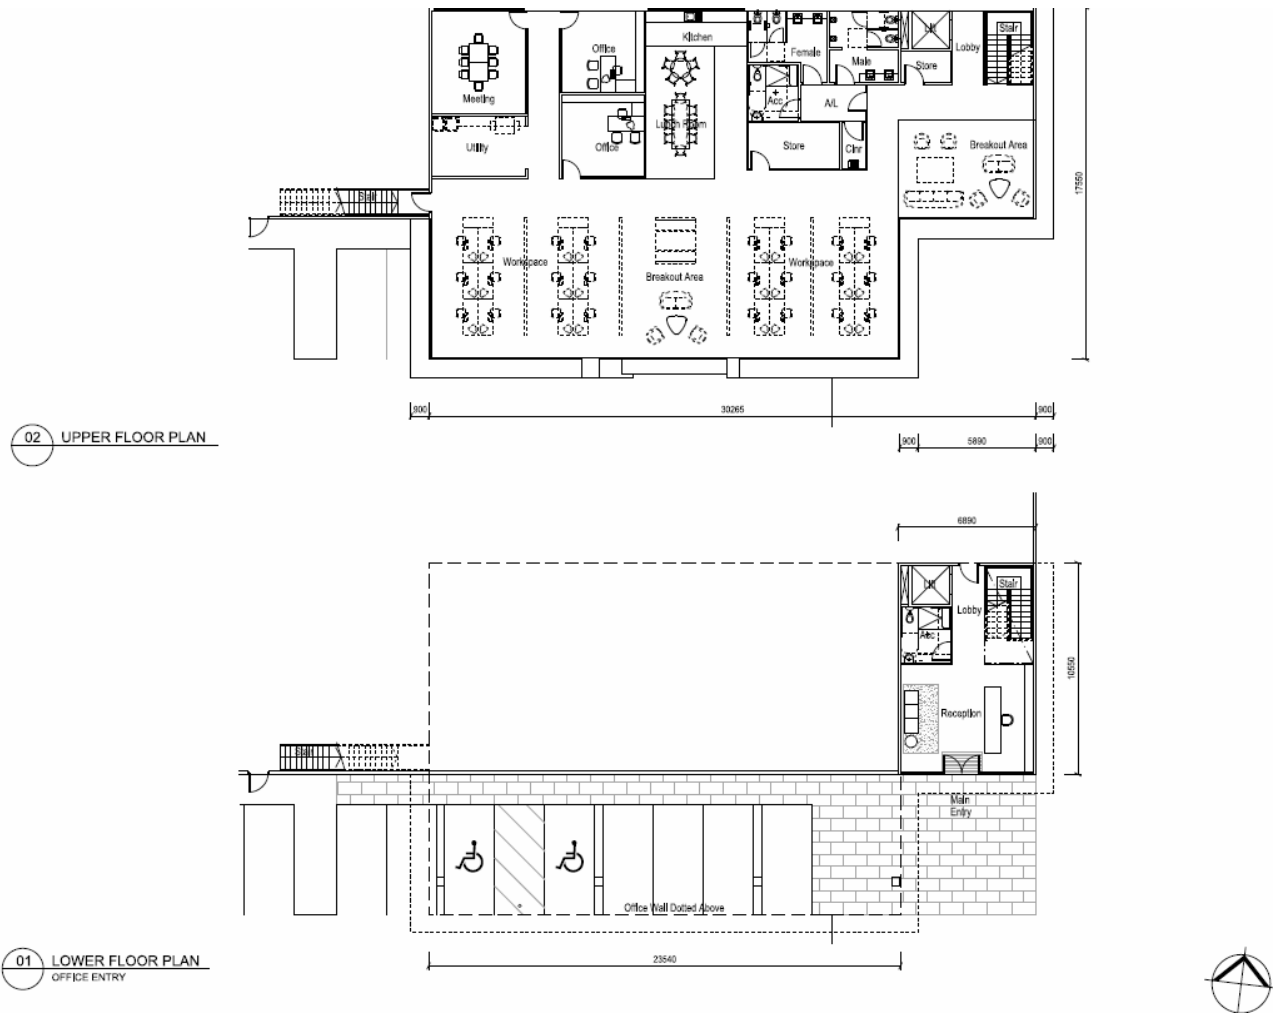 Kitchen
Office
Female
Male
Lift
Lobby
Stair
Store
Meeting
Acc
A/L
Lunch Room
Utility
Office
Store
Clnr
Breakout Area
Stair
17550
Workspace
Workspace
Breakout Area
900
30265
900
02
UPPER FLOOR PLAN
900
5890
900
6890
Lift
Stair
Lobby
Acc
10550
Reception
Stair
Main
Entry
Office Wall Dotted Above
01
LOWER FLOOR PLAN
OFFICE ENTRY
23540